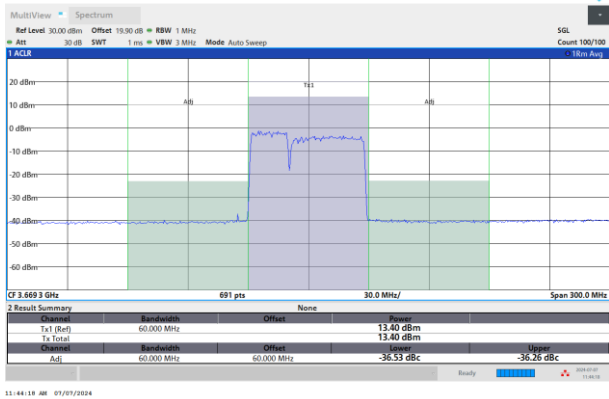 MultiView Spectrum
Ref Level 30.00 dBm Offset 19.90 dB RBW 1 MHz SGL
Att 30 dB SWT 1 ms VBW 3 MHz Mode Auto Sweep Count 100/100
1 ACLR 1Rm Avg
Tx1
20 dBm
Adj Adj
10 dBm
0 dBm
-10 dBm
-20 dBm
-30 dBm
-40 dBm
-50 dBm
-60 dBm
CF 3.6693 GHz 691 pts 30.0 MHz/ Span 300.0 MHz
2 Result Summary None
Channel Bandwidth Offset Power
Tx1 (Ref) 60.000 MHz 13.40 dBm
Tx Total 13.40 dBm
Channel Bandwidth Offset Lower Upper
Adj 60.000 MHz 60.000 MHz -36.53 dBc -36.26 dBc
Ready 2024-07-07
11:44:10 AM 07/07/2024